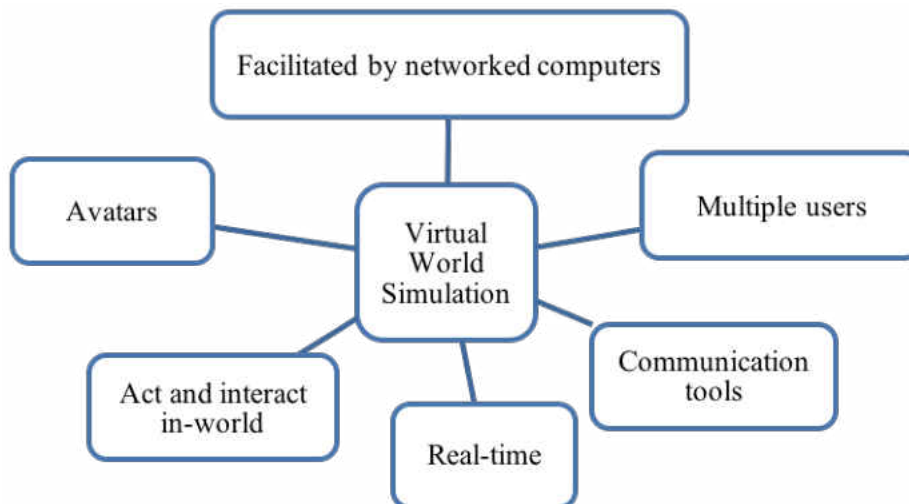 Facilitated by networked computers
Avatars
Multiple users
Virtual
World
Simulation
Act and interact
in-world
Communication
tools
Real-time